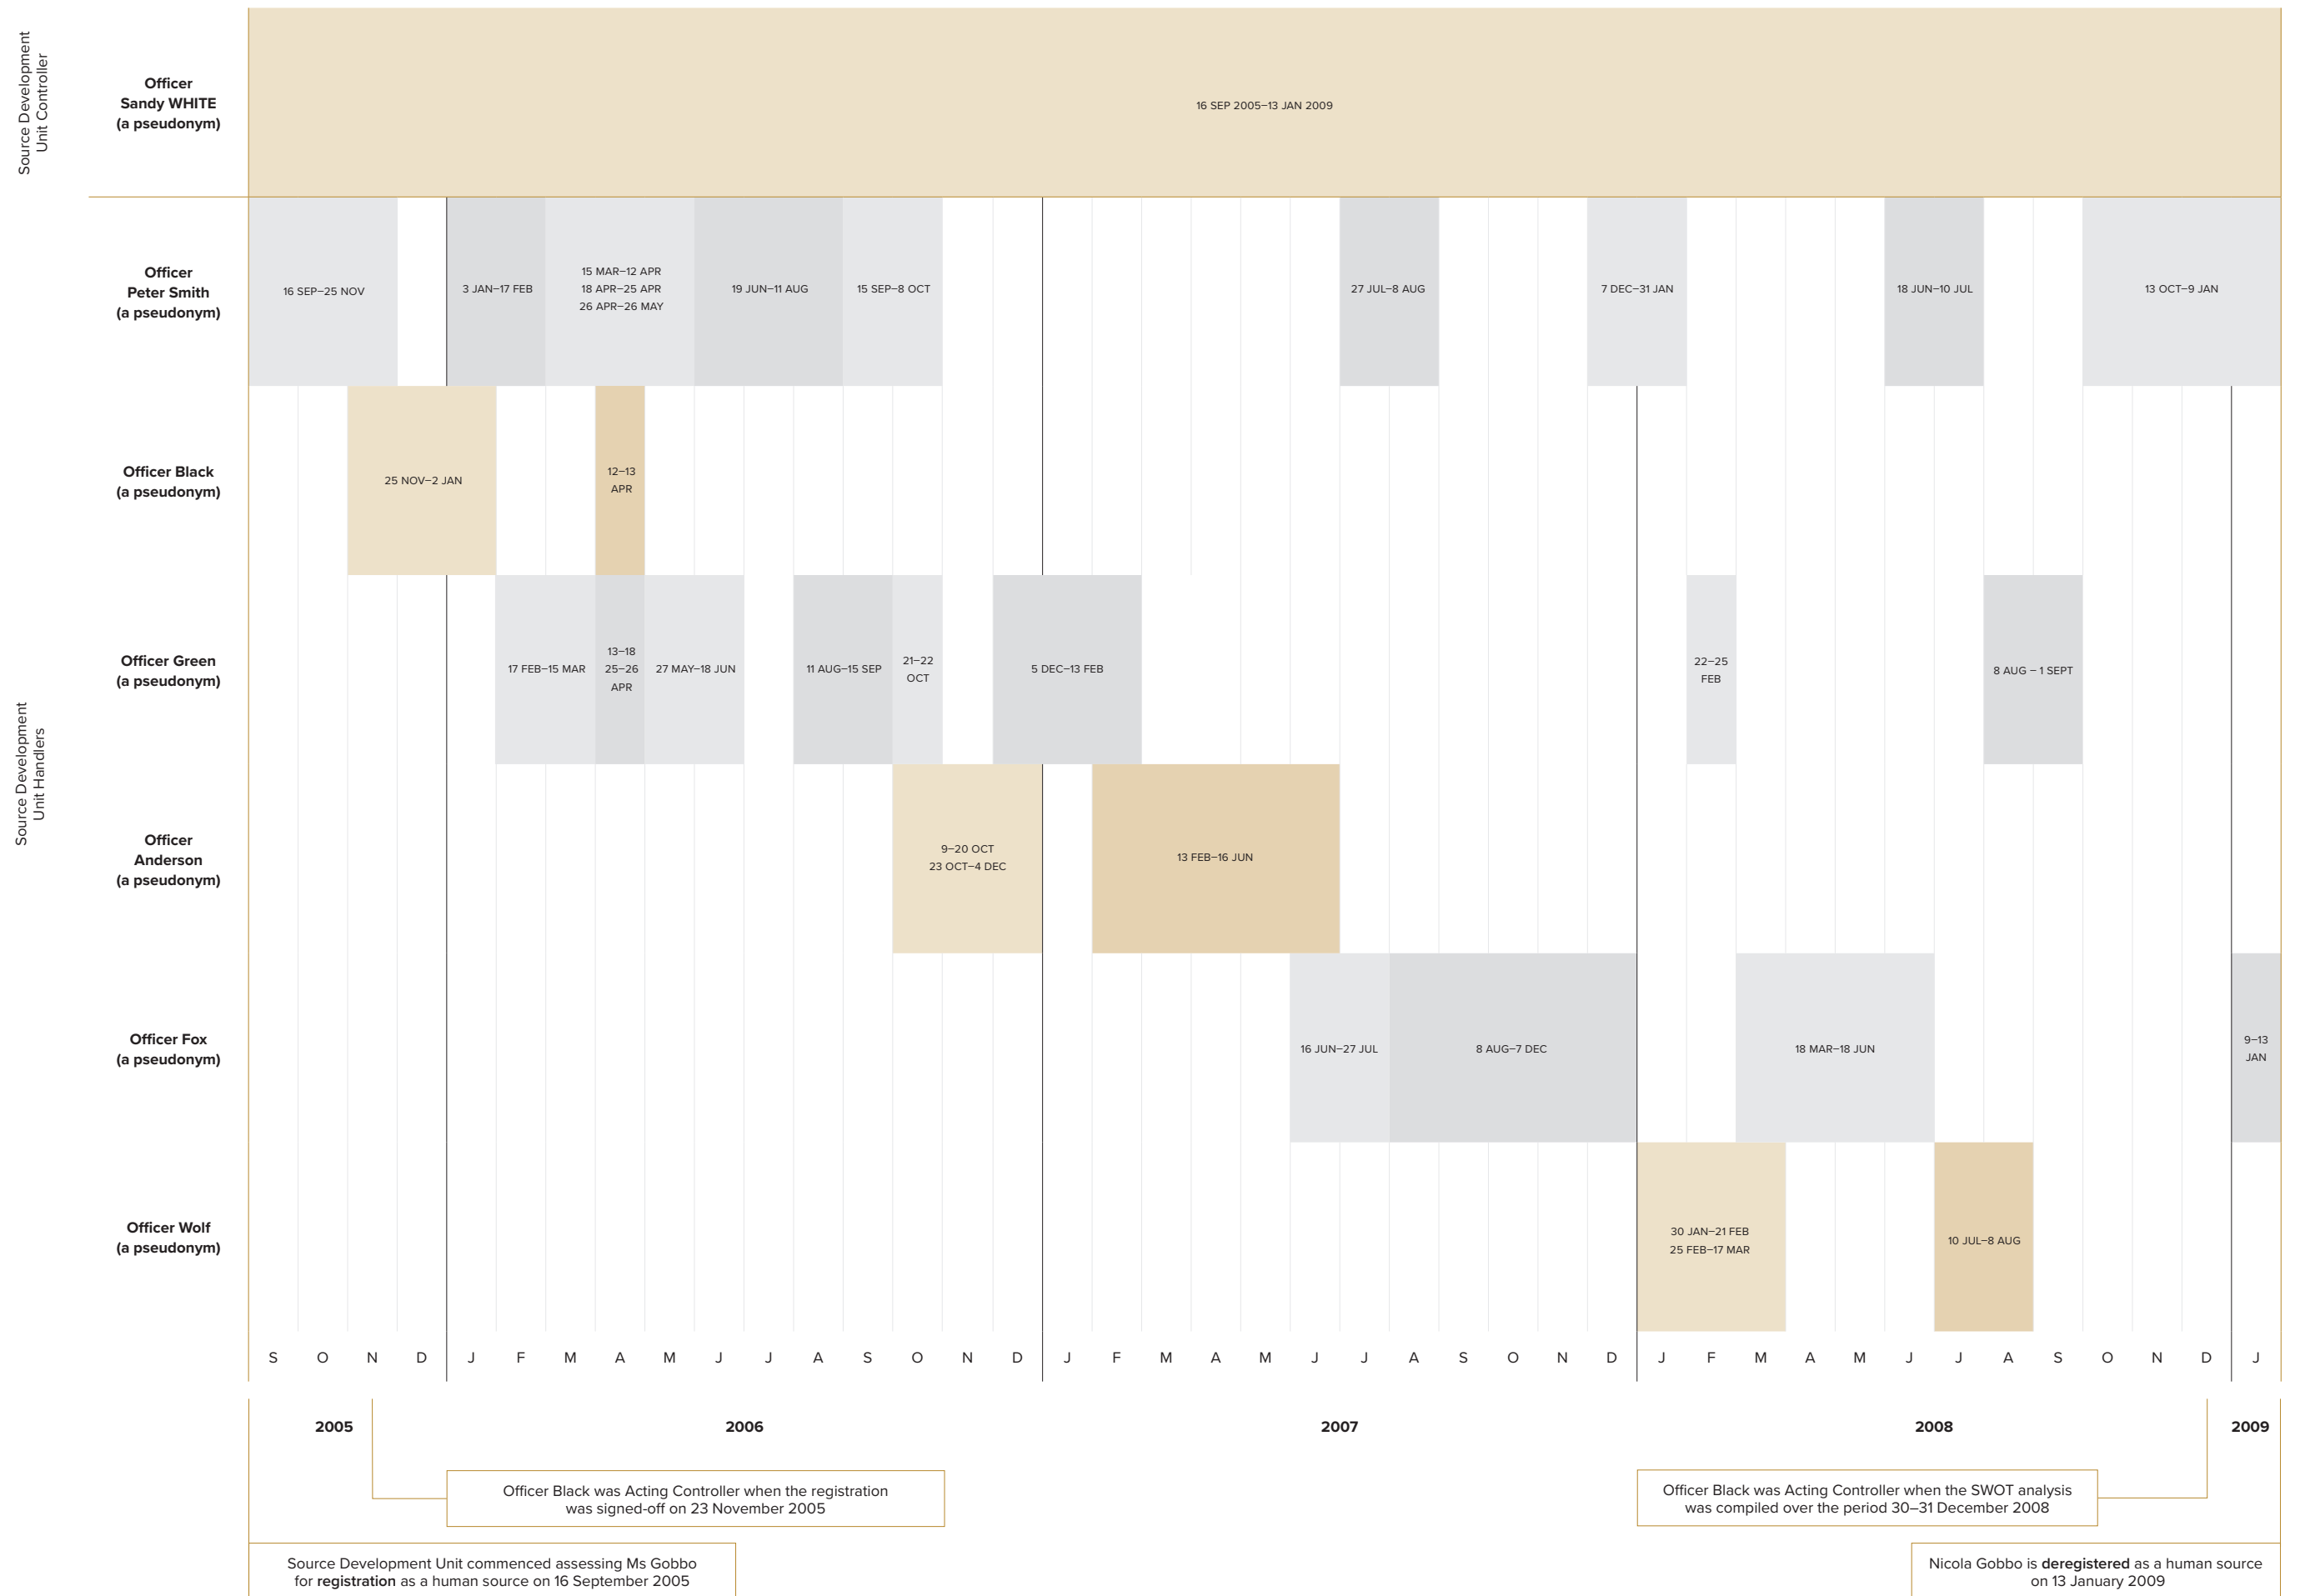 Source Development
Unit Controller
Officer
Sandy WHITE
(a pseudonym)
16 SEP 2005–13 JAN 2009
Source Development
Unit Handlers
Officer
Peter Smith
(a pseudonym)
16 SEP–25 NOV
3 JAN–17 FEB
15 MAR–12 APR
18 APR–25 APR
26 APR–26 MAY
19 JUN–11 AUG
15 SEP–8 OCT
27 JUL–8 AUG
7 DEC–31 JAN
18 JUN–10 JUL
13 OCT–9 JAN
Officer Black
(a pseudonym)
25 NOV–2 JAN
12–13
APR
Officer Green
(a pseudonym)
17 FEB–15 MAR
13–18
25–26
APR
27 MAY–18 JUN
11 AUG–15 SEP
21–22
OCT
5 DEC–13 FEB
22–25
FEB
8 AUG – 1 SEPT
Officer
Anderson
(a pseudonym)
9–20 OCT
23 OCT–4 DEC
13 FEB–16 JUN
Officer Fox
(a pseudonym)
16 JUN–27 JUL
8 AUG–7 DEC
18 MAR–18 JUN
9–13
JAN
Officer Wolf
(a pseudonym)
30 JAN–21 FEB
25 FEB–17 MAR
10 JUL–8 AUG
S O N D J F M A M J J A S O N D J F M A M J J A S O N D J F M A M J J A S O N D J
2005 2006 2007 2008 2009
Officer Black was Acting Controller when the registration
was signed-off on 23 November 2005
Officer Black was Acting Controller when the SWOT analysis
was compiled over the period 30–31 December 2008
Source Development Unit commenced assessing Ms Gobbo
for registration as a human source on 16 September 2005
Nicola Gobbo is deregistered as a human source
on 13 January 2009